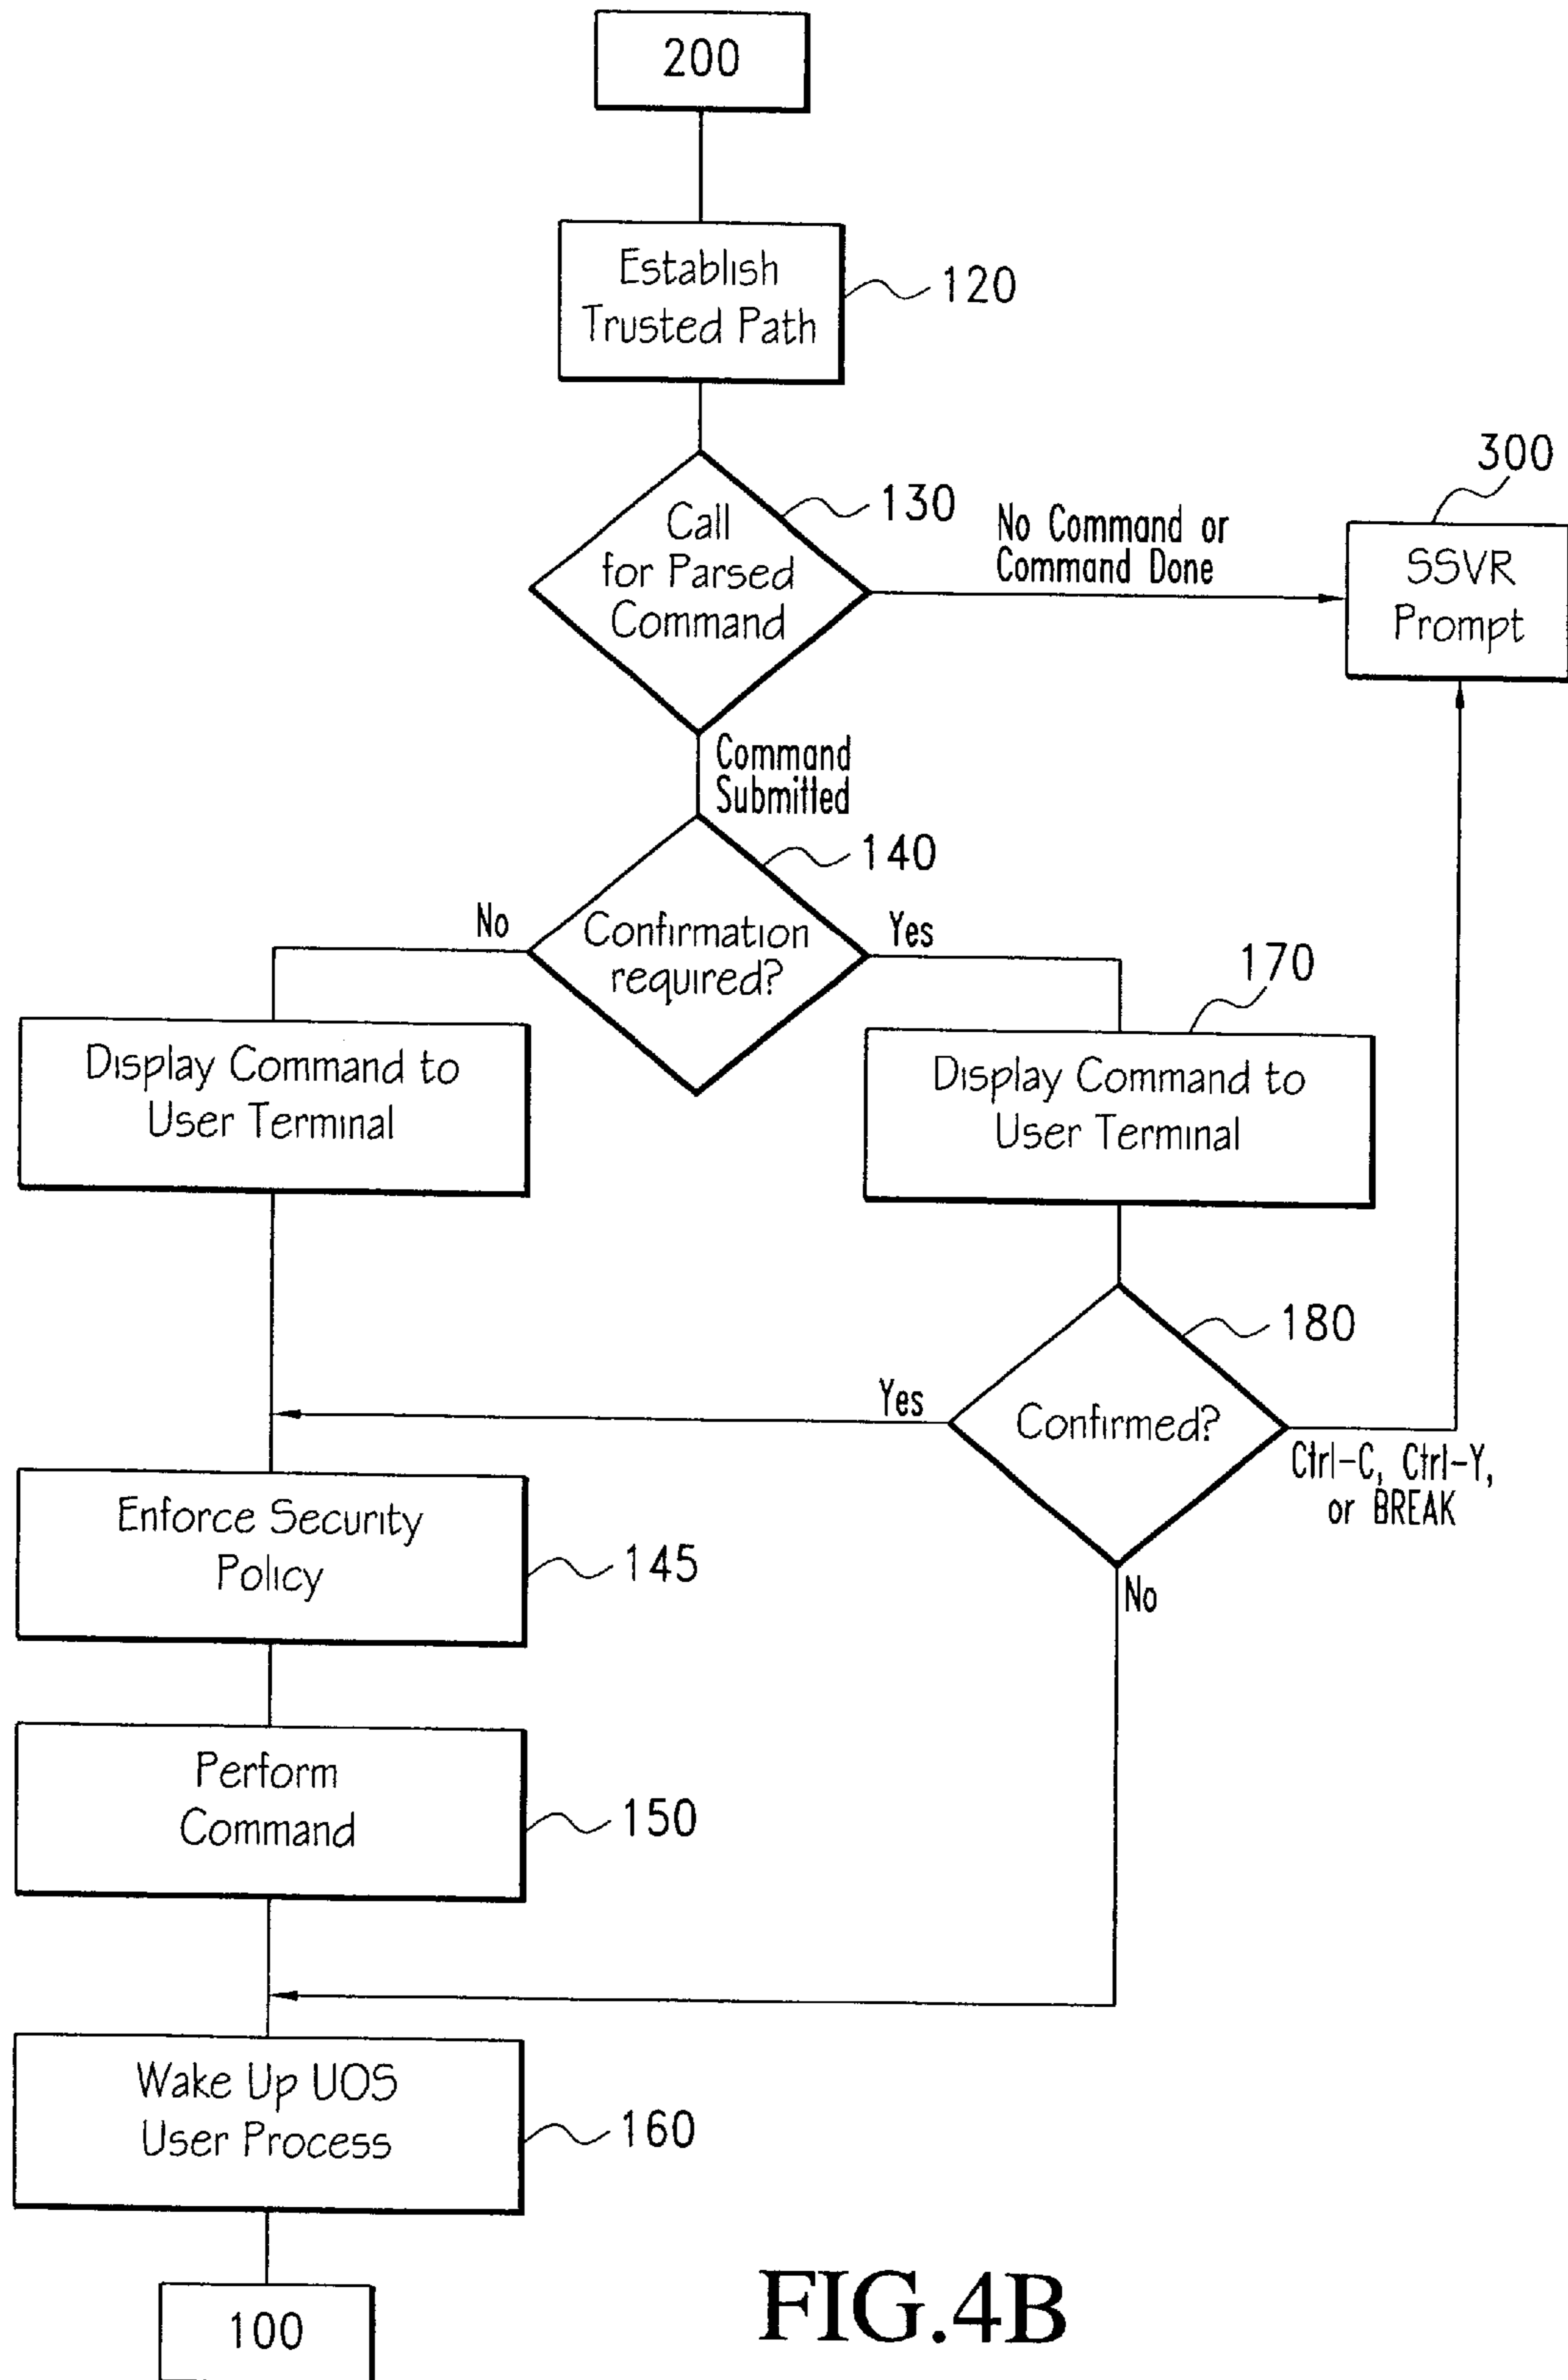 200
Establish
Trusted Path
120
Call
for Parsed
Command
130
No Command or
Command Done
300
SSVR
Prompt
Command
Submitted
140
Confirmation
required?
No
Yes
170
Display Command to
User Terminal
Display Command to
User Terminal
180
Confirmed?
Yes
Ctrl-C, Ctrl-Y,
or BREAK
No
Enforce Security
Policy
145
Perform
Command
150
Wake Up UOS
User Process
160
100
FIG.4B